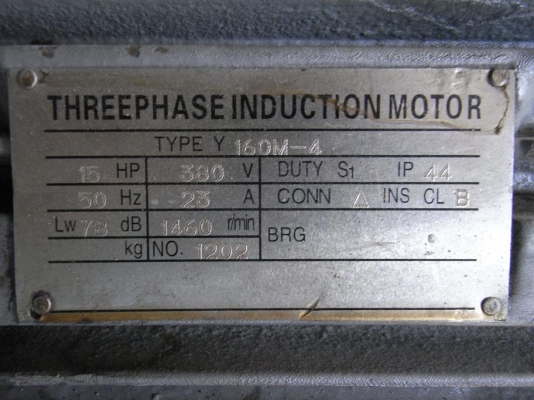 THREEPHASE INDUCTION MOTOR
TYPE Y 160M-4
15 HP 380 V DUTY S1 IP 44
50 Hz 23 A CONN △ INS CL B
Lw 78 dB 1460 r/min
BRG
kg NO. 1202